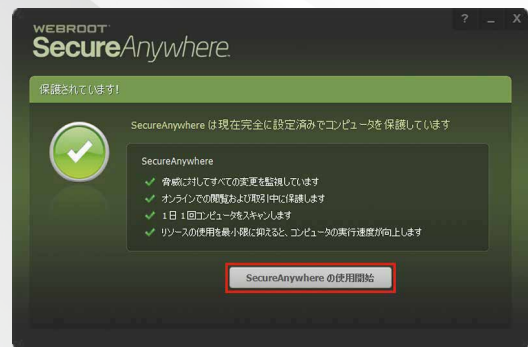 ? _ X
WEBROOT
SecureAnywhere.
保護されています!
SecureAnywhere は現在完全に設定済みでコンピュータを保護しています
SecureAnywhere
脅威に対してすべての変更を監視しています
オンラインでの閲覧および取引中に保護します
1日1回コンピュータをスキャンします
リソースの使用を最小限に抑えると、コンピュータの実行速度が向上します
SecureAnywhere の使用開始